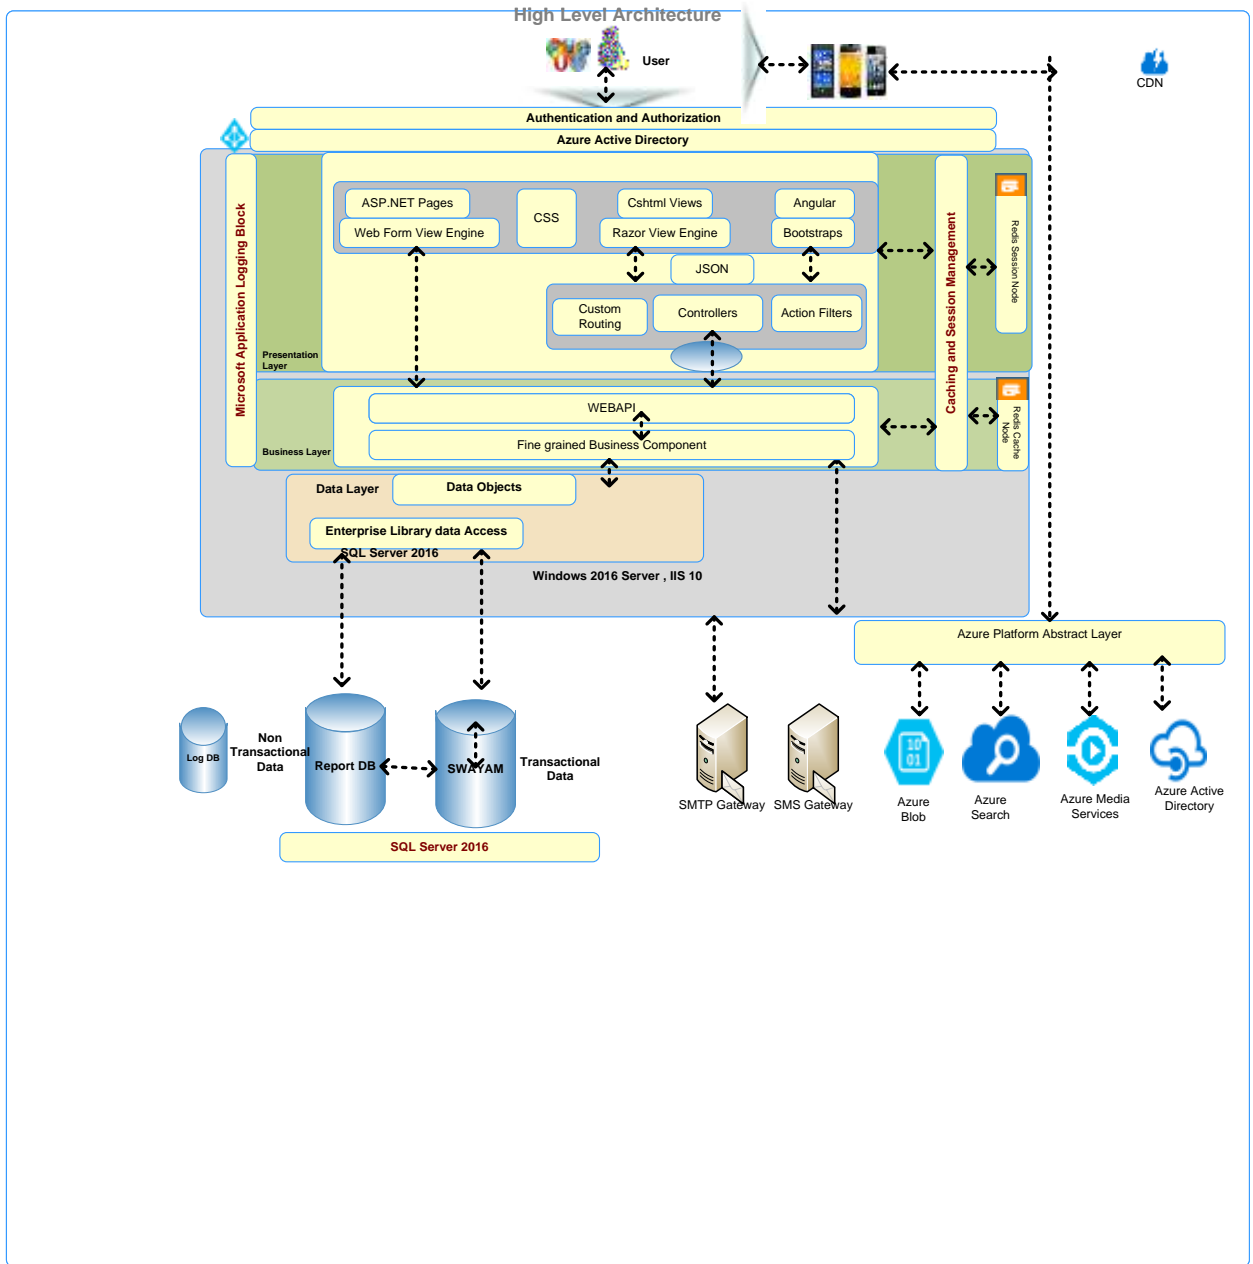 High Level Architecture
User
CDN
Authentication and Authorization
Azure Active Directory
Microsoft Application Logging Block
ASP.NET Pages
Web Form View Engine
CSS
Cshtml Views
Razor View Engine
Angular
Bootstraps
JSON
Custom
Routing
Controllers
Action Filters
Presentation
Layer
Caching and Session Management
Redis Session Node
WEBAPI
Fine grained Business Component
Business Layer
Redis Cache
Node
Data Layer
Data Objects
Enterprise Library data Access
SQL Server 2016
Windows 2016 Server , IIS 10
Azure Platform Abstract Layer
Log DB
Non
Transactional
Data
Report DB
SWAYAM
Transactional
Data
SQL Server 2016
SMTP Gateway
SMS Gateway
10
01
Azure
Blob
Azure
Search
Azure Media
Services
Azure Active
Directory